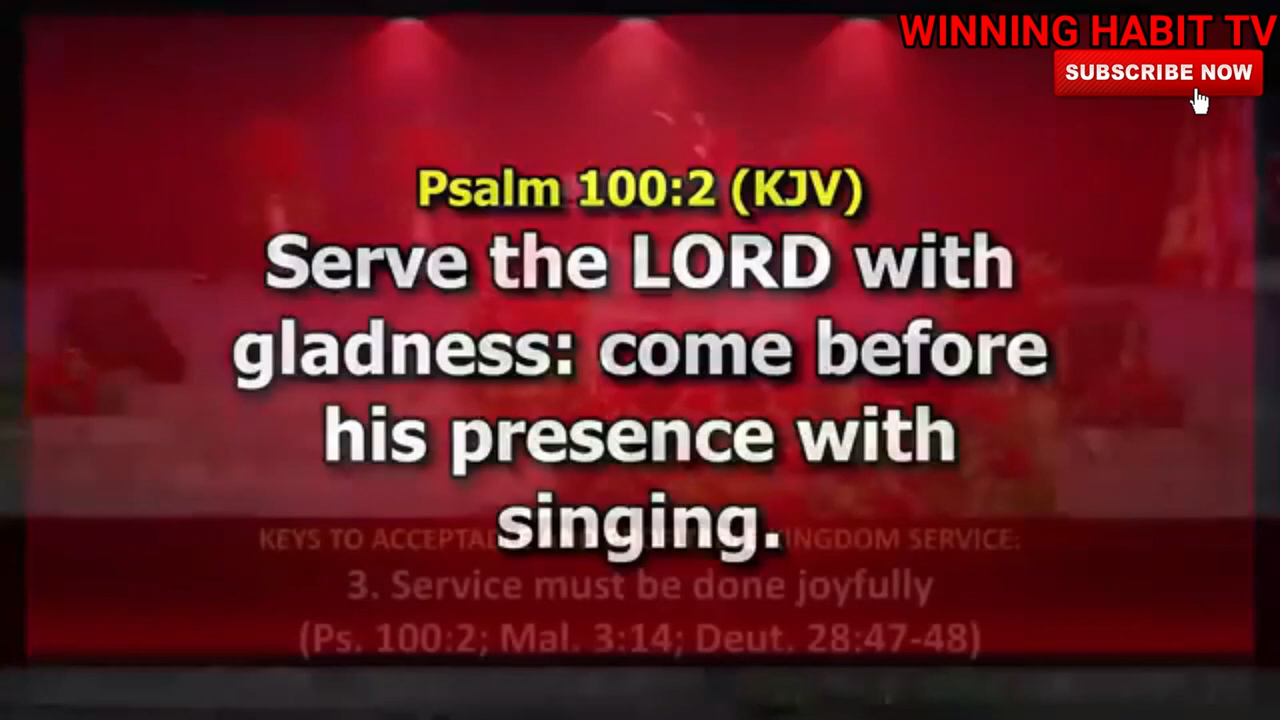 WINNING HABIT TV
SUBSCRIBE NOW
Psalm 100:2 (KJV)
Serve the LORD with
gladness: come before
his presence with
singing.
KEYS TO KINGDOM SERVICE:
3. Service must be done joyfully
(Ps. 100:2; Mal. 3:14; Deut. 28:47-48)